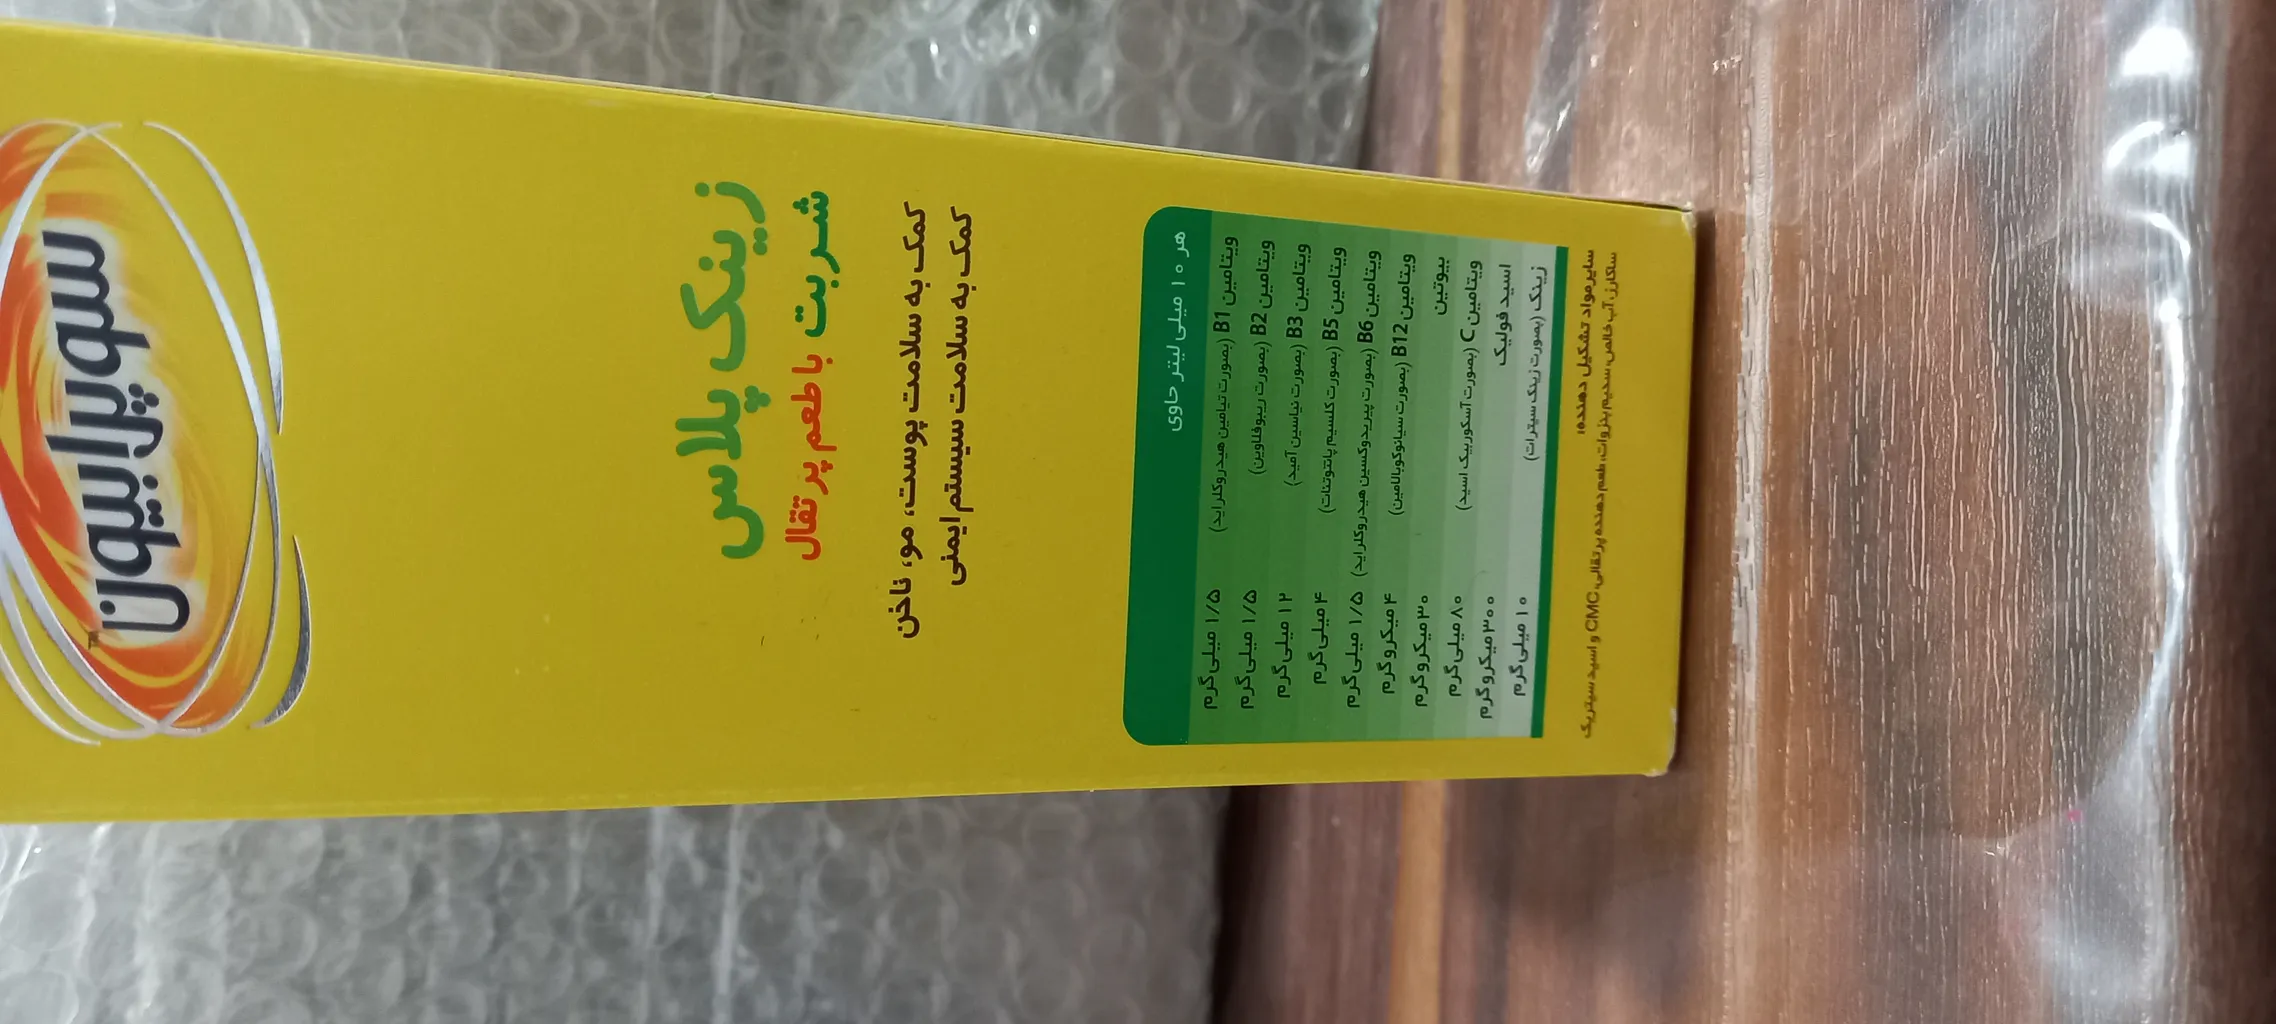 سوپرابیون
™
زینک پلاس
شربت با طعم پرتقال
کمک به سلامت پوست، مو، ناخن
کمک به سلامت سیستم ایمنی
هر ۱۰ میلی لیتر حاوی
ویتامین B1 (بصورت تیامین هیدروکلراید) ۱/۵ میلی گرم
ویتامین B2 (بصورت ریبوفلاوین) ۱/۵ میلی گرم
ویتامین B3 (بصورت نیاسین آمید) ۱۲ میلی گرم
ویتامین B5 (بصورت کلسیم پانتوتنات) ۴ میلی گرم
ویتامین B6 (بصورت پیریدوکسین هیدروکلراید) ۱/۵ میلی گرم
ویتامین B12 (بصورت سیانوکوبالامین) ۴ میکروگرم
بیوتین ۳۰ میکروگرم
ویتامین C (بصورت آسکوربیک اسید) ۸۰ میلی گرم
اسید فولیک ۳۰۰ میکروگرم
زینک (بصورت زینک سیترات) ۱۰ میلی گرم
سایر مواد تشکیل دهنده:
ساکارز، آب خالص، سدیم بنزوات، طعم دهنده پرتقالی، CMC و اسید سیتریک